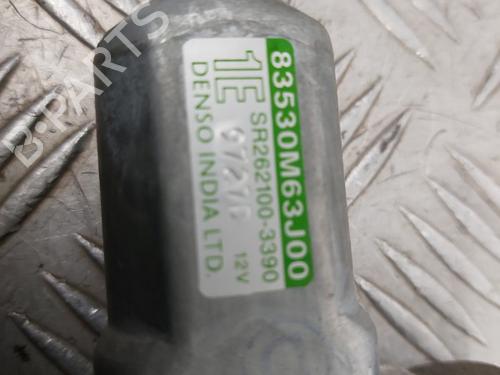 B-PARTS
83530M63J00
1E
SR262100-3390
DENSO INDIA LTD.
12V